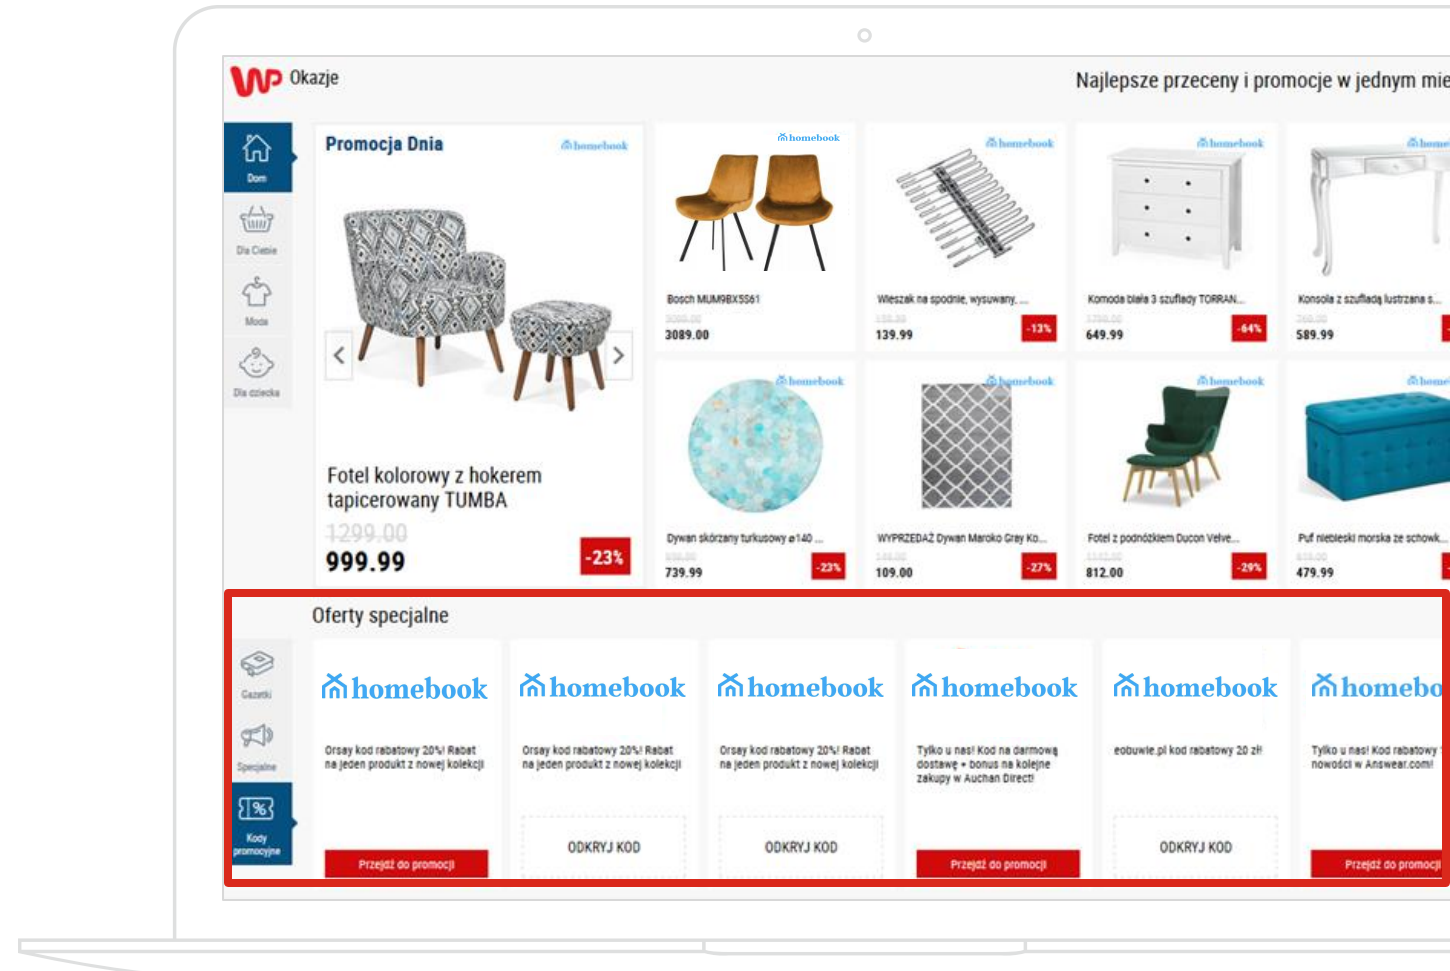 WP Okazje
Najlepsze przeceny i promocje w jednym mie
Dom
Dla Ciebie
Moda
Dla dziecka
Promocja Dnia
homebook
Fotel kolorowy z hokerem
tapicerowany TUMBA
1299.00
999.99
-23%
homebook
Bosch MUM9BX5S61
3089.00
homebook
Wieszak na spodnie, wysuwany, ...
139.99
-13%
homebook
Komoda biała 3 szuflady TORRAN...
649.99
-64%
home
Konsola z szufladą lustrzana s...
589.99
homebook
Dywan skórzany turkusowy ø140 ...
739.99
-23%
homebook
WYPRZEDAŻ Dywan Maroko Gray Ko...
109.00
-27%
homebook
Fotel z podnóżkiem Ducon Velve...
812.00
-29%
home
Puf niebieski morska ze schowk...
479.99
Oferty specjalne
Gazetki
Specjalne
Kody
promocyjne
homebook
Orsay kod rabatowy 20%! Rabat
na jeden produkt z nowej kolekcji
Przejdź do promocji
homebook
Orsay kod rabatowy 20%! Rabat
na jeden produkt z nowej kolekcji
ODKRYJ KOD
homebook
Orsay kod rabatowy 20%! Rabat
na jeden produkt z nowej kolekcji
ODKRYJ KOD
homebook
Tylko u nas! Kod na darmową
dostawę + bonus na kolejne
zakupy w Auchan Direct!
Przejdź do promocji
homebook
eobuwie.pl kod rabatowy 20 zł!
ODKRYJ KOD
homebo
Tylko u nas! Kod rabatowy
nowości w Answear.com!
Przejdź do promocji